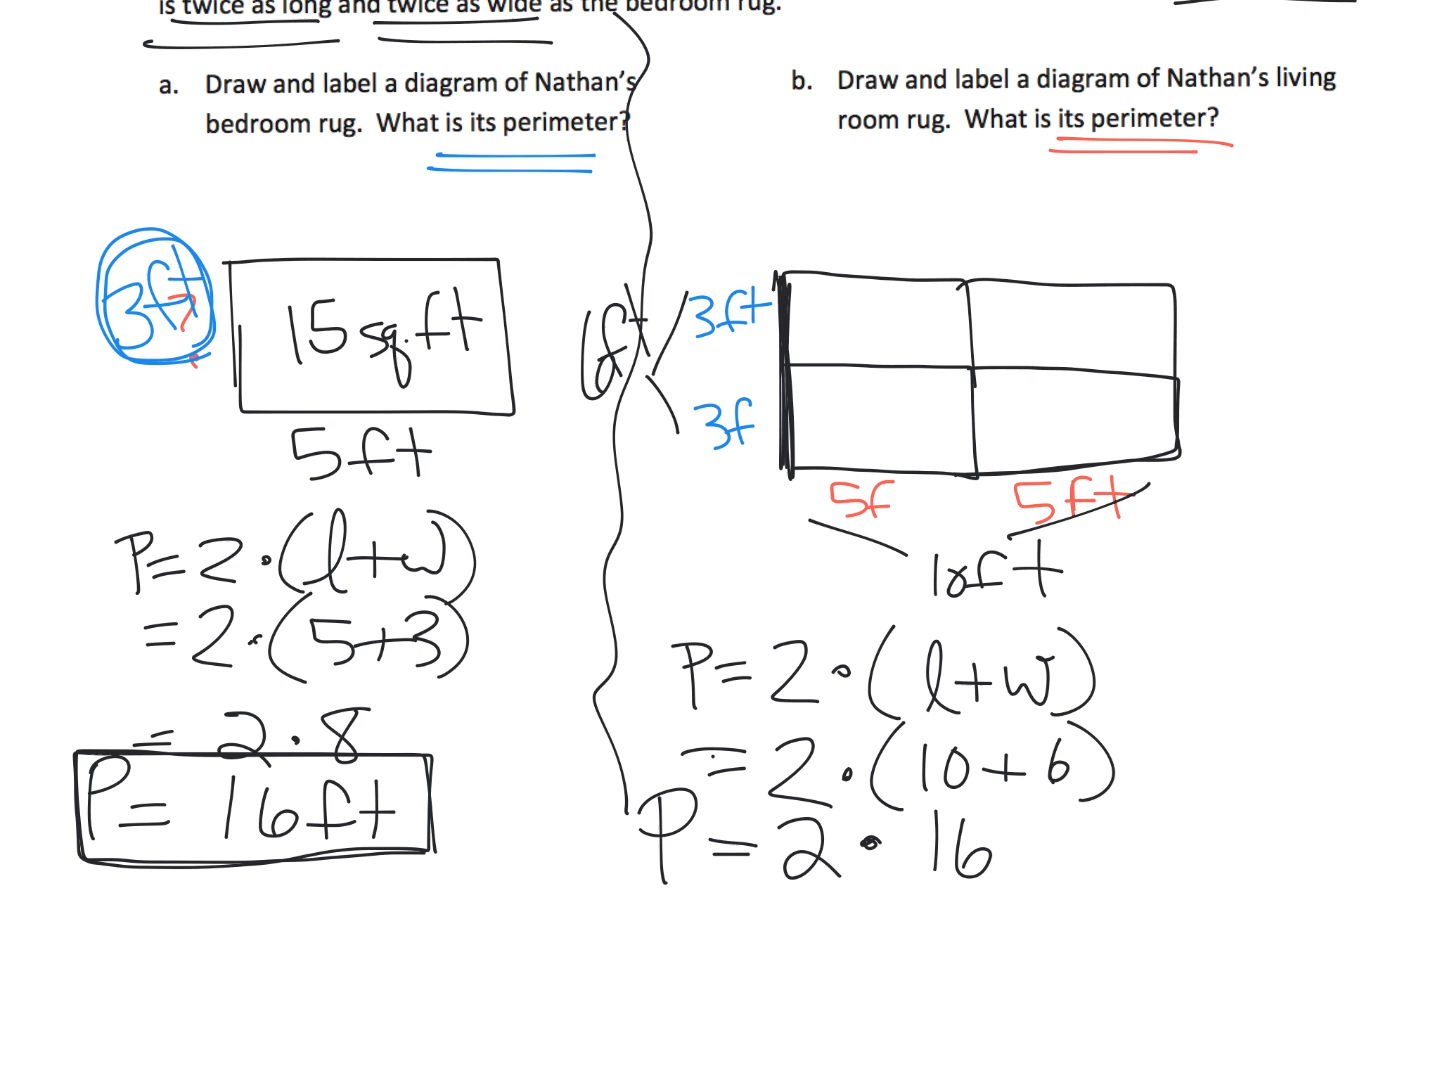 is twice as long and twice as wide as the bedroom rug.
a. Draw and label a diagram of Nathan's
bedroom rug. What is its perimeter?
b. Draw and label a diagram of Nathan's living
room rug. What is its perimeter?
3ft
?
15 sq. ft
5ft
P=2·(l+w)
=2·(5+3)
=2·8
P=16ft
6ft
3ft
3f
5f 5ft
10ft
P=2·(l+w)
=2·(10+6)
P=2·16